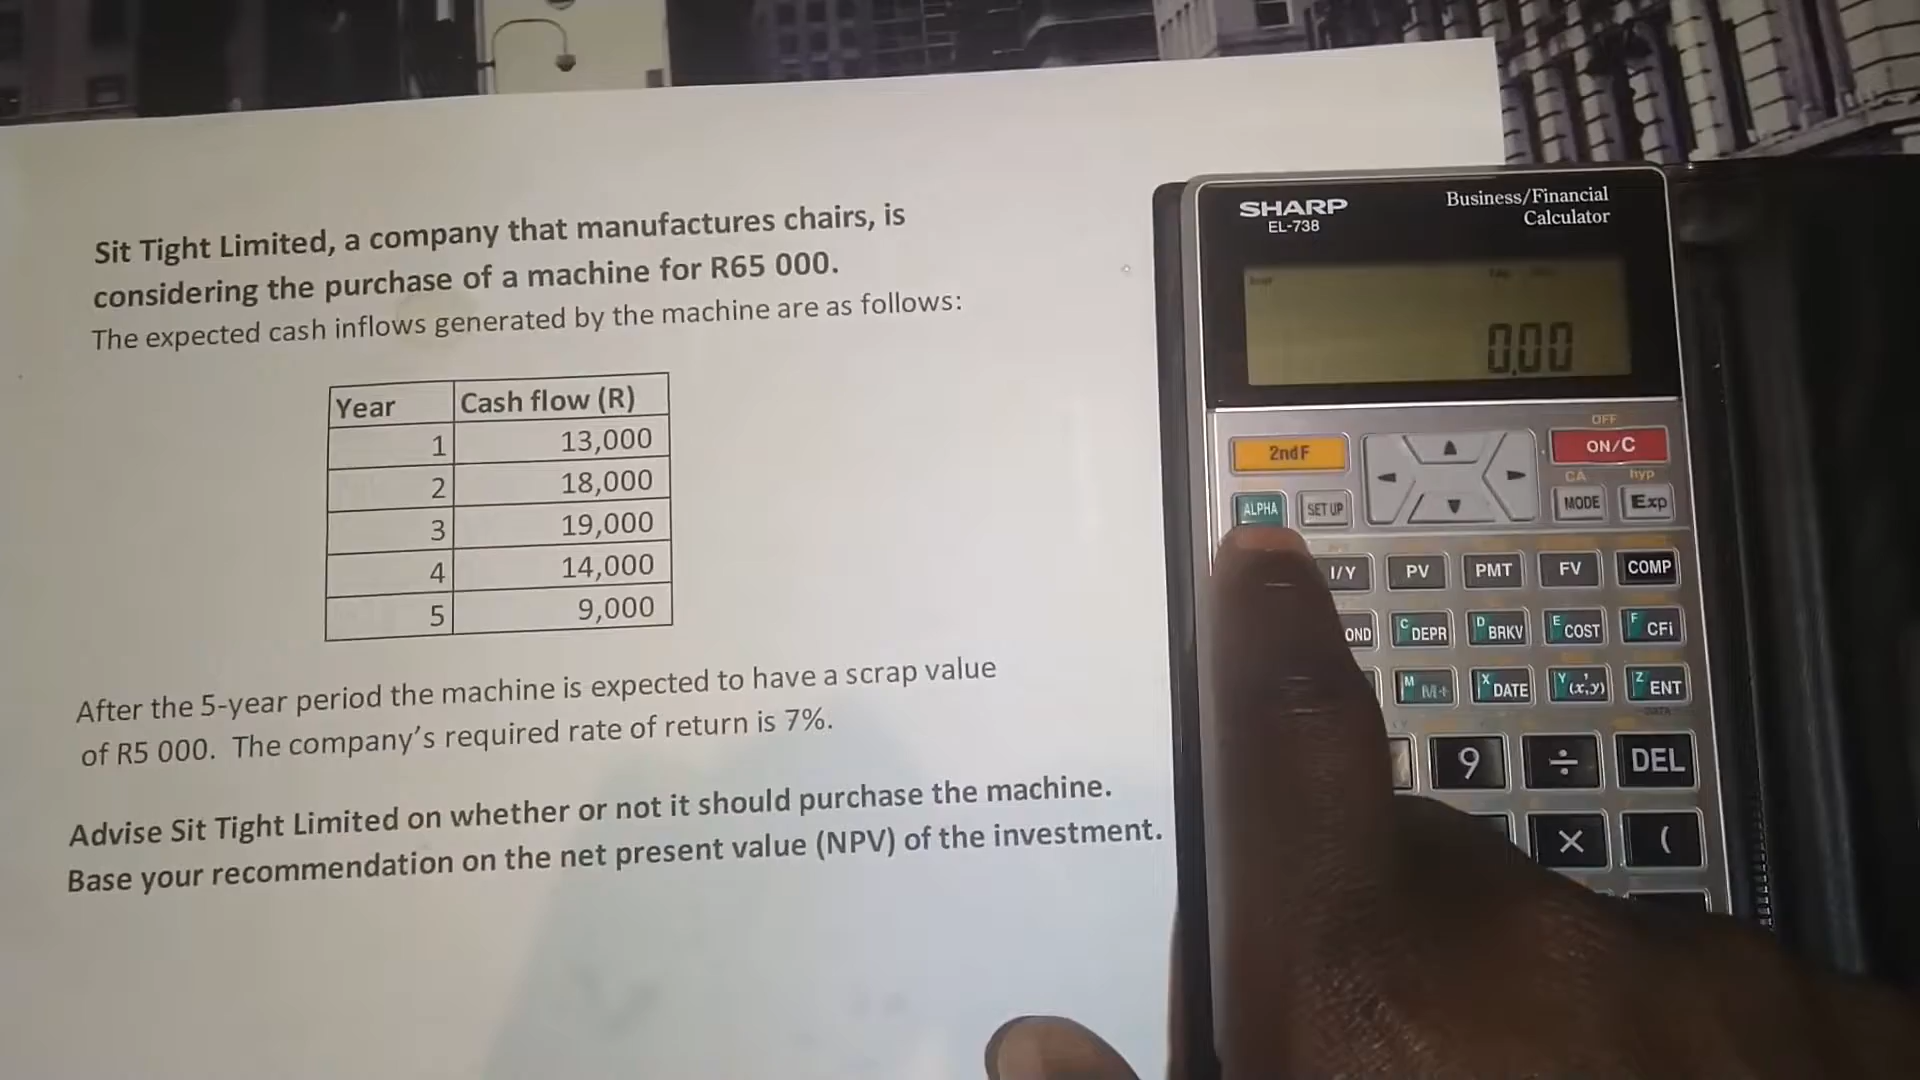 Sit Tight Limited, a company that manufactures chairs, is
considering the purchase of a machine for R65 000.
The expected cash inflows generated by the machine are as follows:
Year Cash flow (R)
1 13,000
2 18,000
3 19,000
4 14,000
5 9,000
After the 5-year period the machine is expected to have a scrap value
of R5 000. The company's required rate of return is 7%.
Advise Sit Tight Limited on whether or not it should purchase the machine.
Base your recommendation on the net present value (NPV) of the investment.
SHARP
EL-738
Business/Financial
Calculator
0.00
OFF
2ndF ON/C
CA hyp
ALPHA SET UP MODE Exp
I/Y PV PMT FV COMP
OND C DEPR D BRKV E COST F CFi
M M+ X DATE Y (x,y) Z ENT
DATA
9 ÷ DEL
× (